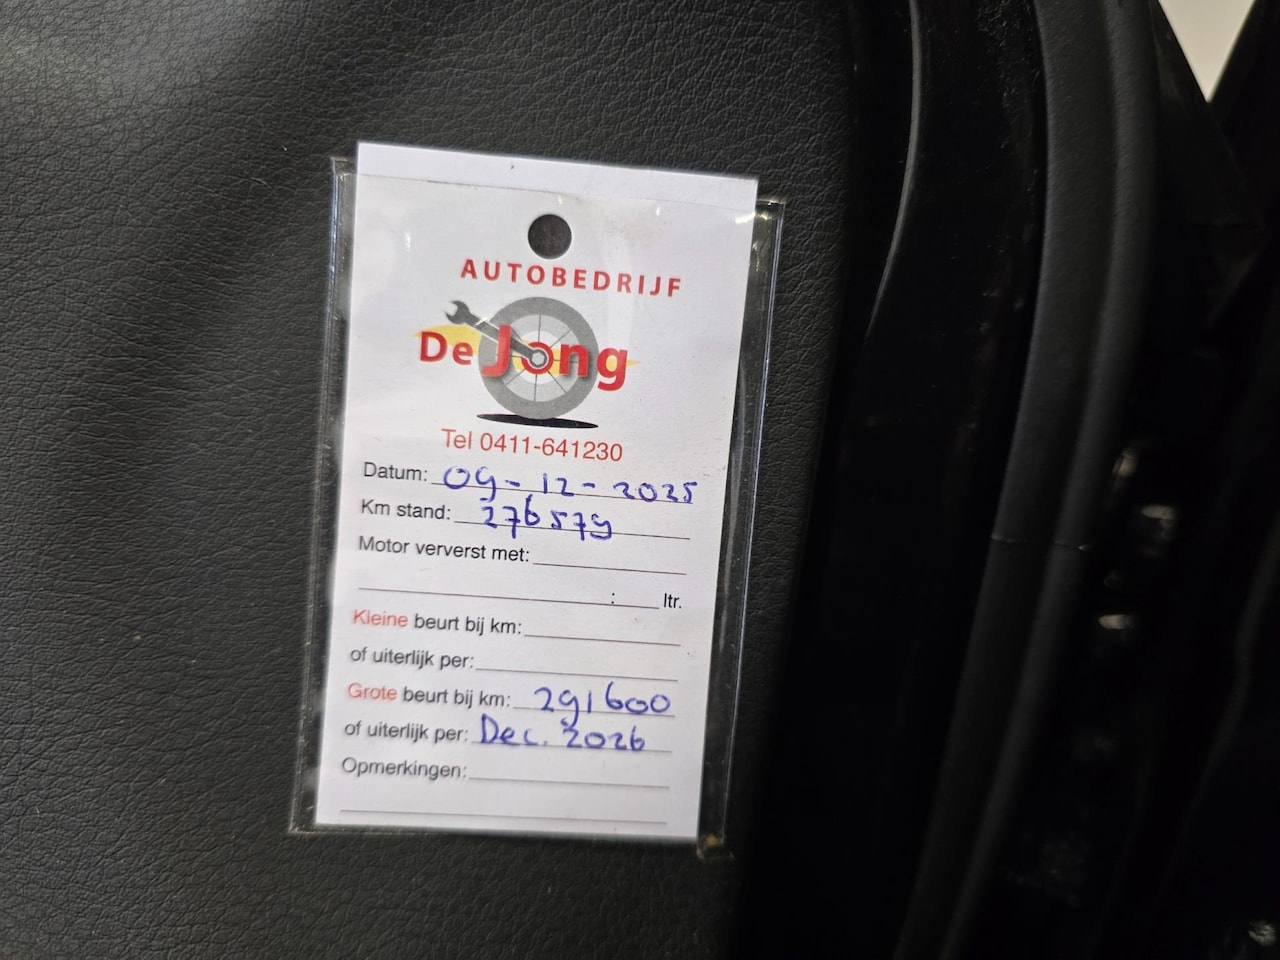 AUTOBEDRIJF
De Jong
Tel 0411-641230
Datum: 09-12-2025
Km stand: 276579
Motor ververst met:
: ltr.
Kleine beurt bij km:
of uiterlijk per:
Grote beurt bij km: 291600
of uiterlijk per: Dec. 2026
Opmerkingen: